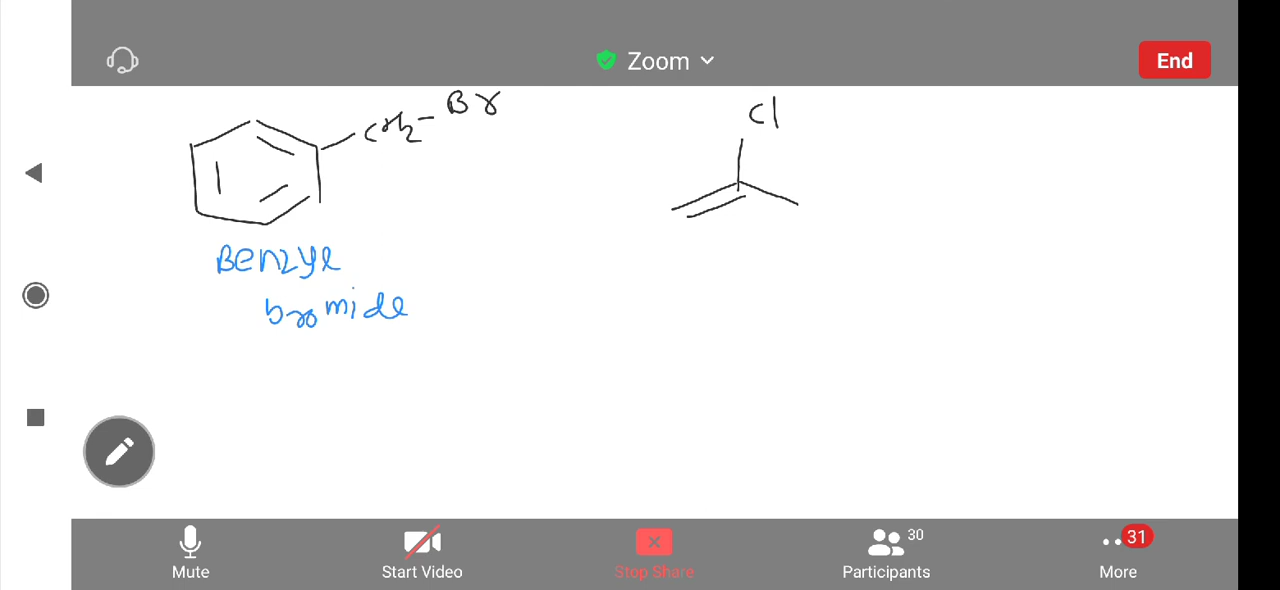 Zoom
End
CH2-Br
Cl
Benzyl
bromide
Mute
Start Video
Stop Share
30
Participants
31
More